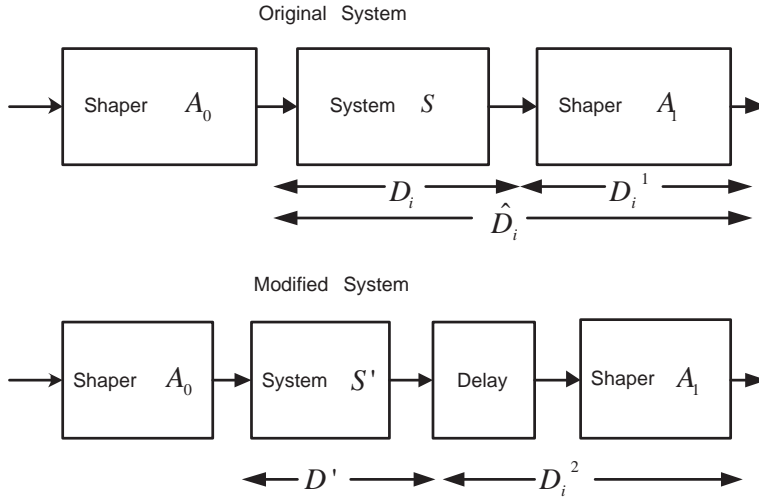 Original System
Shaper A₀ System S Shaper A₁
Dᵢ Dᵢ¹
D̂ᵢ
Modified System
Shaper A₀ System S' Delay Shaper A₁
D' Dᵢ²